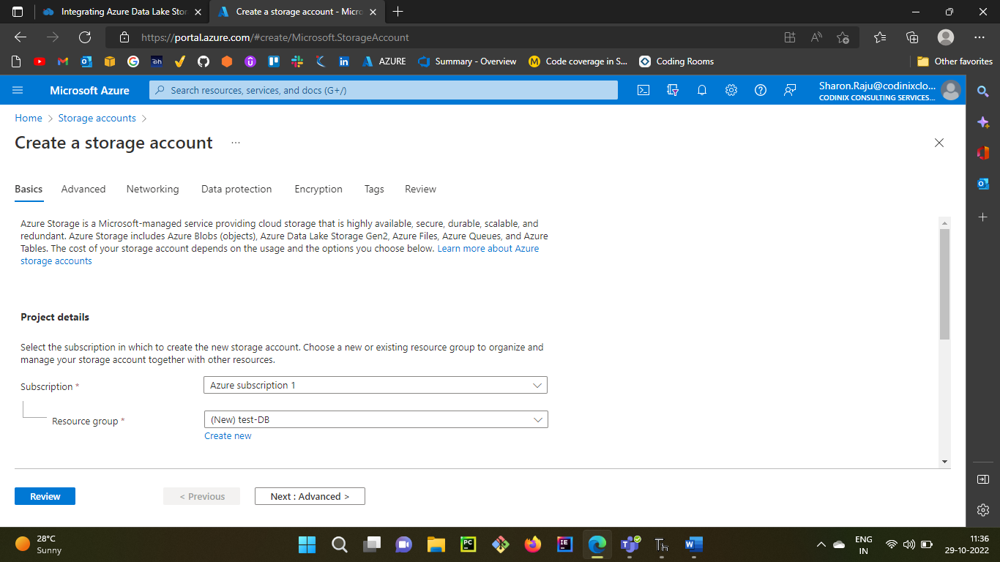 Integrating Azure Data Lake Stor
Create a storage account - Micro
https://portal.azure.com/#create/Microsoft.StorageAccount
AZURE
Summary - Overview
Code coverage in S...
Coding Rooms
Other favorites
Microsoft Azure
Search resources, services, and docs (G+/)
Sharon.Raju@codinixclo...
CODINIX CONSULTING SERVICES...
Home > Storage accounts >
Create a storage account ...
Basics
Advanced
Networking
Data protection
Encryption
Tags
Review
Azure Storage is a Microsoft-managed service providing cloud storage that is highly available, secure, durable, scalable, and
redundant. Azure Storage includes Azure Blobs (objects), Azure Data Lake Storage Gen2, Azure Files, Azure Queues, and Azure
Tables. The cost of your storage account depends on the usage and the options you choose below. Learn more about Azure
storage accounts
Project details
Select the subscription in which to create the new storage account. Choose a new or existing resource group to organize and
manage your storage account together with other resources.
Subscription *
Azure subscription 1
Resource group *
(New) test-DB
Create new
Review
< Previous
Next : Advanced >
28°C
Sunny
ENG
IN
11:36
29-10-2022